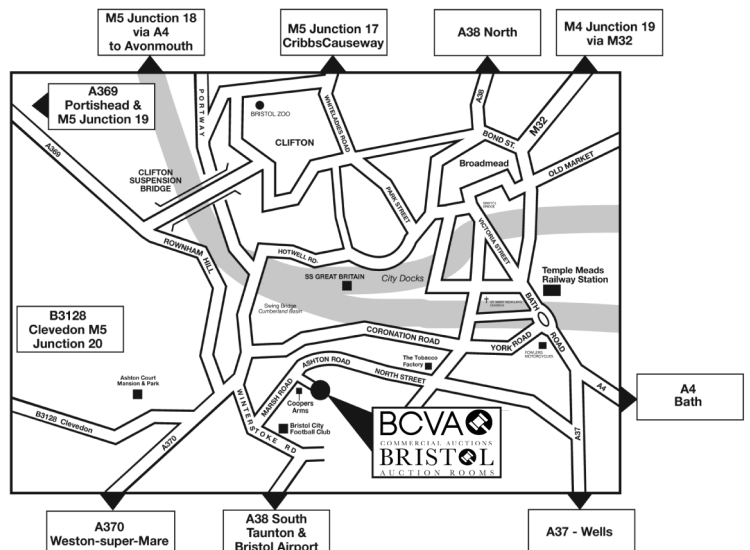 M5 Junction 18
via A4
to Avonmouth
M5 Junction 17
CribbsCauseway
A38 North
M4 Junction 19
via M32
A369
Portishead &
M5 Junction 19
PORTWAY
BRISTOL ZOO
WHITELADIES ROAD
A38
M32
BOND ST.
CLIFTON
Broadmead
OLD MARKET
A369
CLIFTON
SUSPENSION
BRIDGE
PARK STREET
BRISTOL
BRIDGE
VICTORIA STREET
ROWNHAM HILL
HOTWELL RD.
SS GREAT BRITAIN
City Docks
Temple Meads
Railway Station
Swing Bridge
Cumberland Basin
BATH ROAD
B3128
Clevedon M5
Junction 20
CORONATION ROAD
YORK ROAD
FOWLERS
MOTORCYCLES
ASHTON ROAD
The Tobacco
Factory
NORTH STREET
Ashton Court
Mansion & Park
MARSH ROAD
Coopers
Arms
A4
A4
Bath
WINTERSTOKE RD
Bristol City
Football Club
B3128 Clevedon
A370
A37
BCVA
COMMERCIAL AUCTIONS
BRISTOL
AUCTION ROOMS
A370
Weston-super-Mare
A38 South
Taunton &
Bristol Airport
A37 - Wells